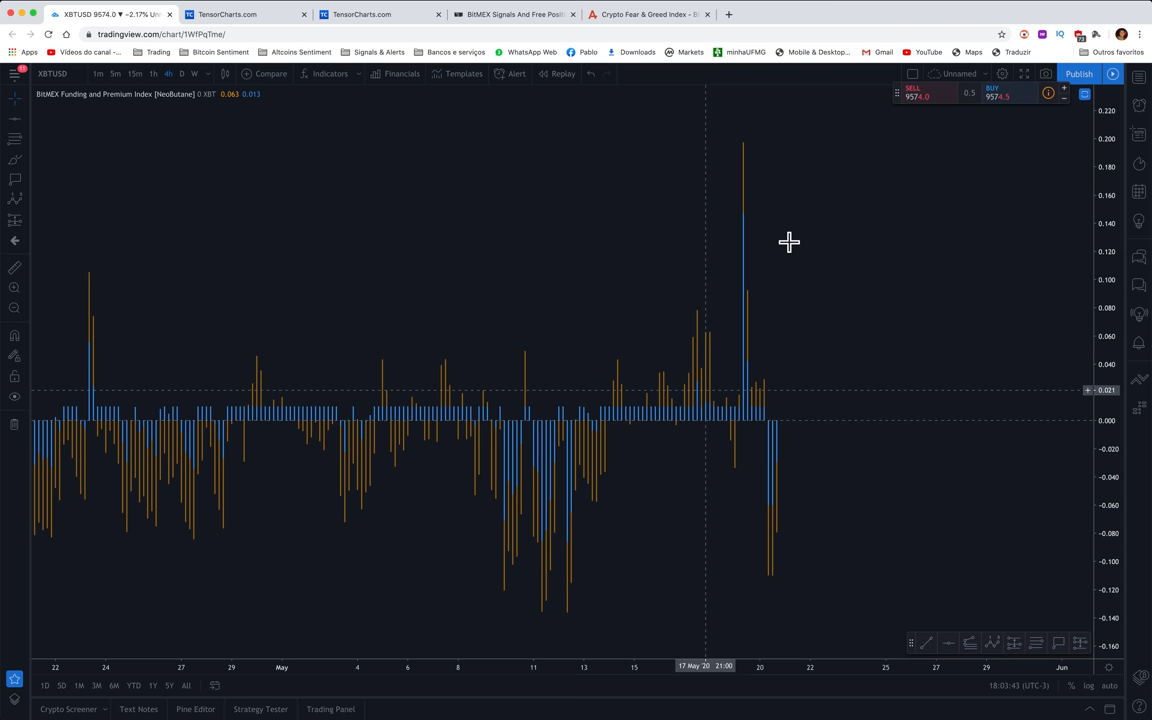 XBTUSD 9574.0 ▼ −2.17% Un
TensorCharts.com
TensorCharts.com
BitMEX Signals And Free Posit
Crypto Fear & Greed Index - Bi
tradingview.com/chart/1WfPqTme/
Apps
Vídeos do canal -...
Trading
Bitcoin Sentiment
Altcoins Sentiment
Signals & Alerts
Bancos e serviços
WhatsApp Web
Pablo
Downloads
Markets
minhaUFMG
Mobile & Desktop...
Gmail
YouTube
Maps
Traduzir
Outros favoritos
11
XBTUSD
1m 5m 15m 1h 4h D W
Compare
Indicators
Financials
Templates
Alert
Replay
Unnamed
Publish
BitMEX Funding and Premium Index [NeoButane] 0 XBT 0.063 0.013
SELL
9574.0
0.5
BUY
9574.5
0.220
0.200
0.180
0.160
0.140
0.120
0.100
0.080
0.060
0.040
0.021
0.000
-0.020
-0.040
-0.060
-0.080
-0.100
-0.120
-0.140
-0.160
22 24 27 29 May 4 6 8 11 13 15 17 May '20 21:00 20 22 25 27 29 Jun
1D 5D 1M 3M 6M YTD 1Y 5Y All
18:03:43 (UTC-3)
% log auto
Crypto Screener
Text Notes
Pine Editor
Strategy Tester
Trading Panel